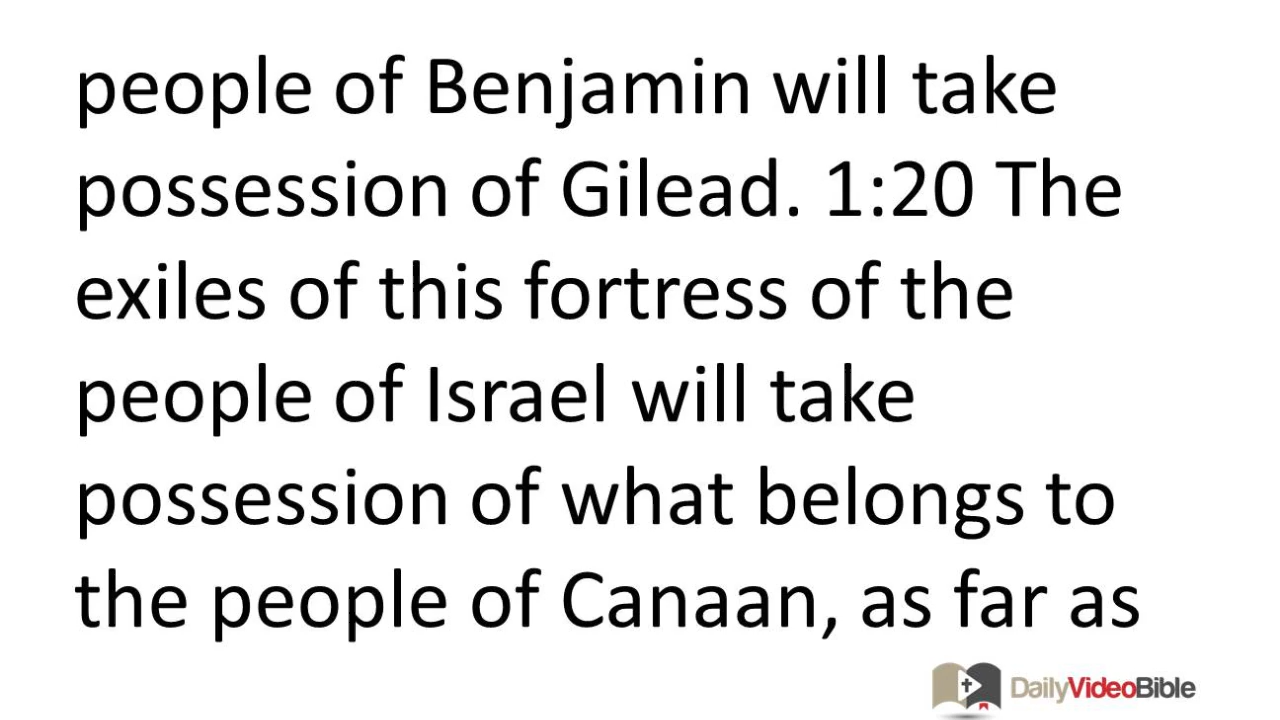 people of Benjamin will take
possession of Gilead. 1:20 The
exiles of this fortress of the
people of Israel will take
possession of what belongs to
the people of Canaan, as far as
DailyVideoBible